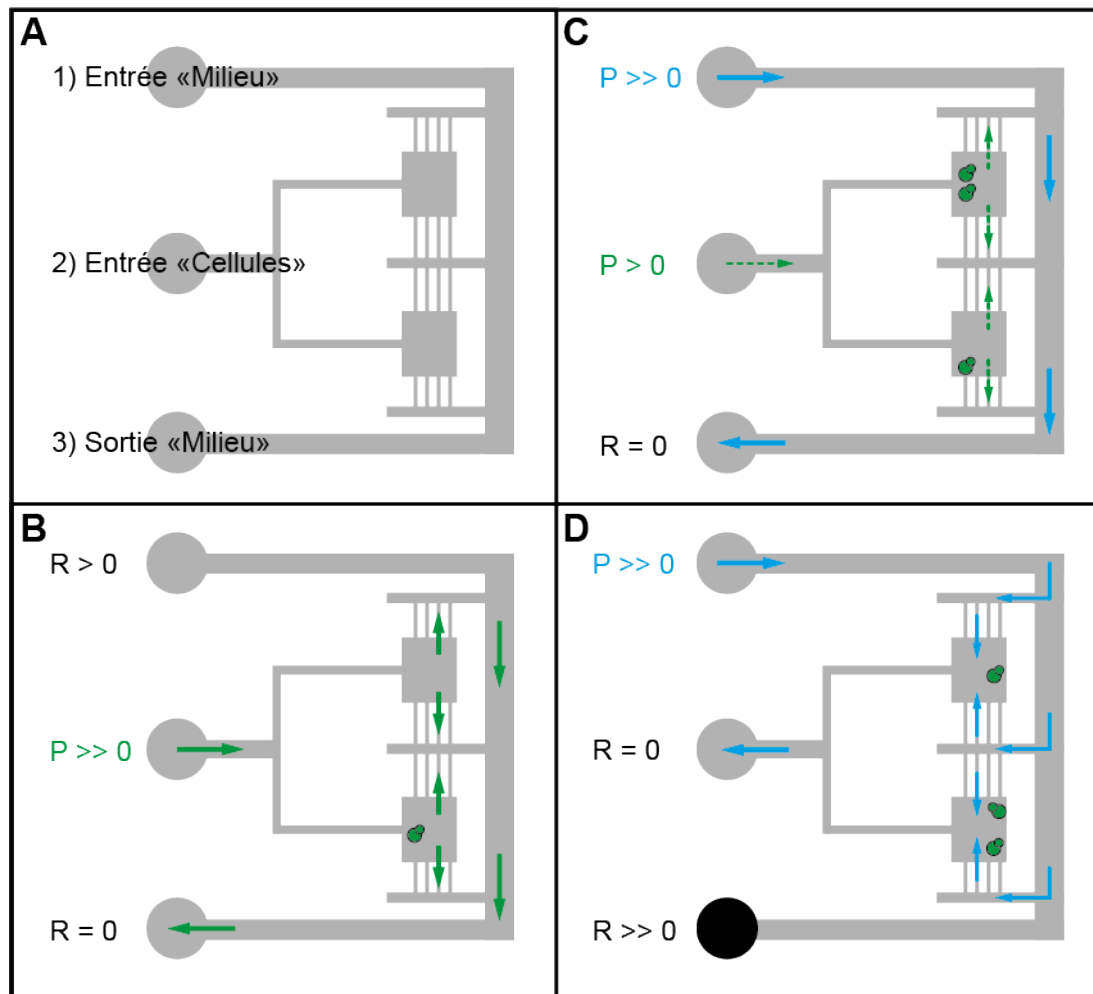 A
1) Entrée «Milieu»
2) Entrée «Cellules»
3) Sortie «Milieu»
B
R > 0
P >> 0
R = 0
C
P >> 0
P > 0
R = 0
D
P >> 0
R = 0
R >> 0